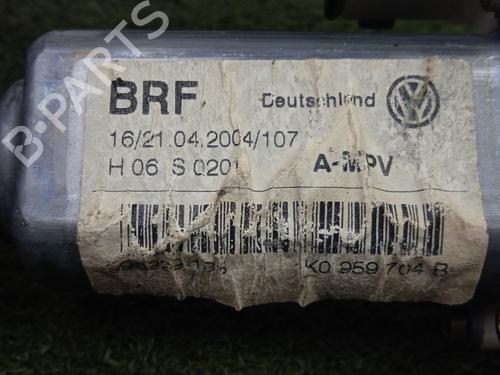 B-PARTS
BRF Deutschland
16/21.04.2004/107
H 06 S 0201 A-MPV
K0 959 704 B